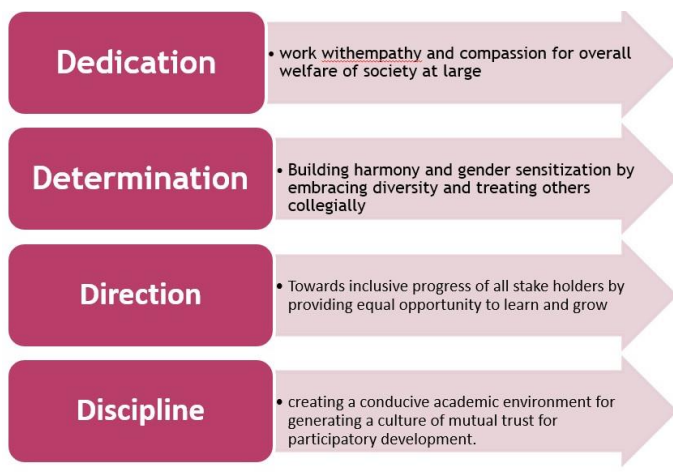 Dedication
• work withempathy and compassion for overall
welfare of society at large
Determination
• Building harmony and gender sensitization by
embracing diversity and treating others
collegially
Direction
• Towards inclusive progress of all stake holders by
providing equal opportunity to learn and grow
Discipline
• creating a conducive academic environment for
generating a culture of mutual trust for
participatory development.